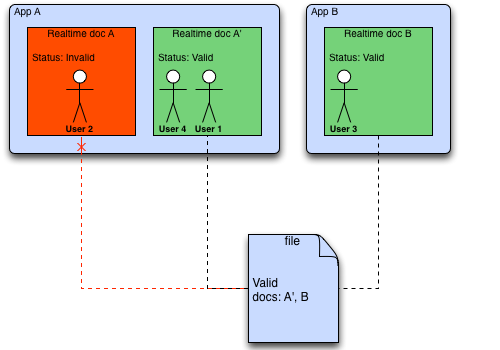 App A
Realtime doc A
Status: Invalid
User 2
Realtime doc A'
Status: Valid
User 4
User 1
App B
Realtime doc B
Status: Valid
User 3
file
Valid
docs: A', B